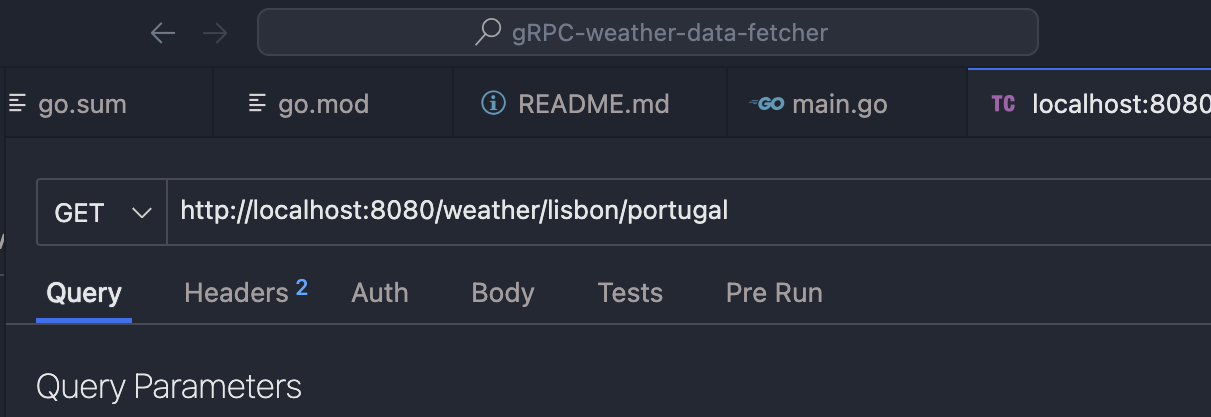 gRPC-weather-data-fetcher
go.sum go.mod README.md GO main.go TC localhost:8080
GET http://localhost:8080/weather/lisbon/portugal
Query Headers 2 Auth Body Tests Pre Run
Query Parameters